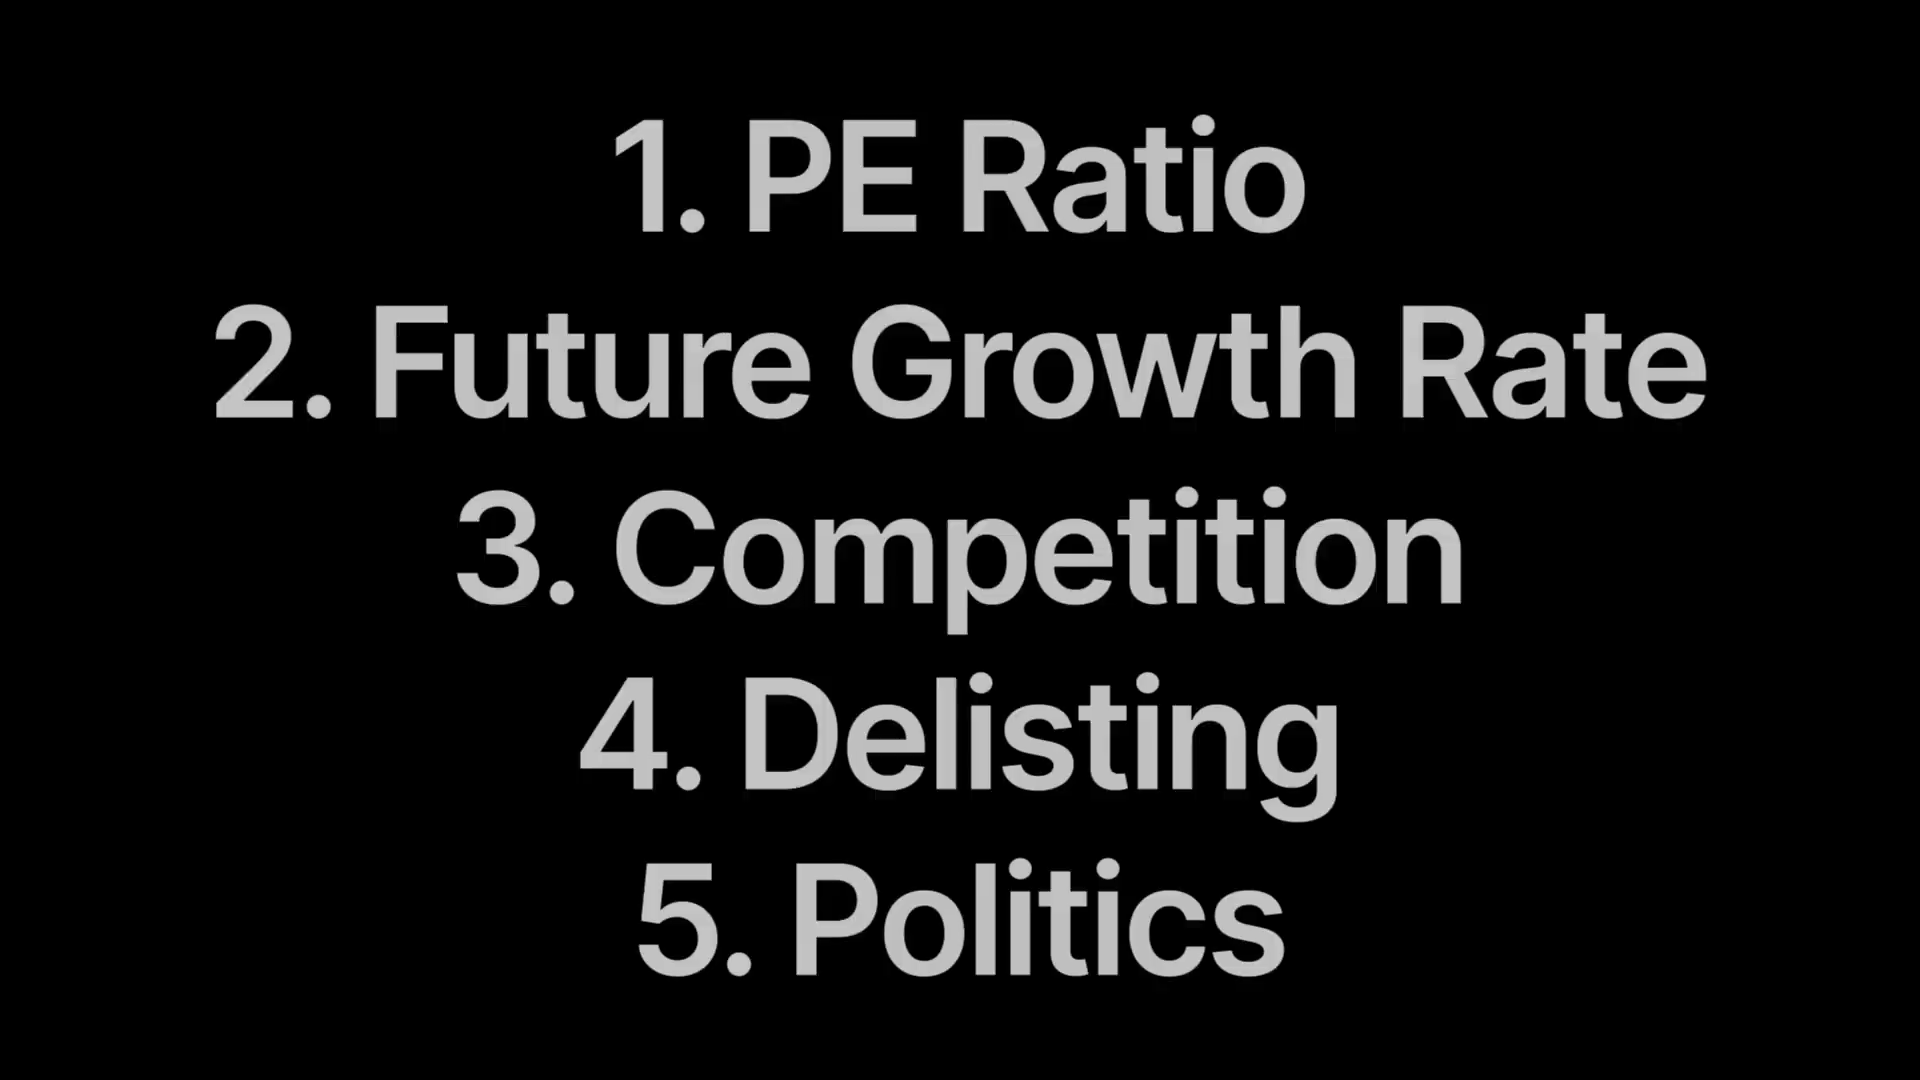 1. PE Ratio
2. Future Growth Rate
3. Competition
4. Delisting
5. Politics